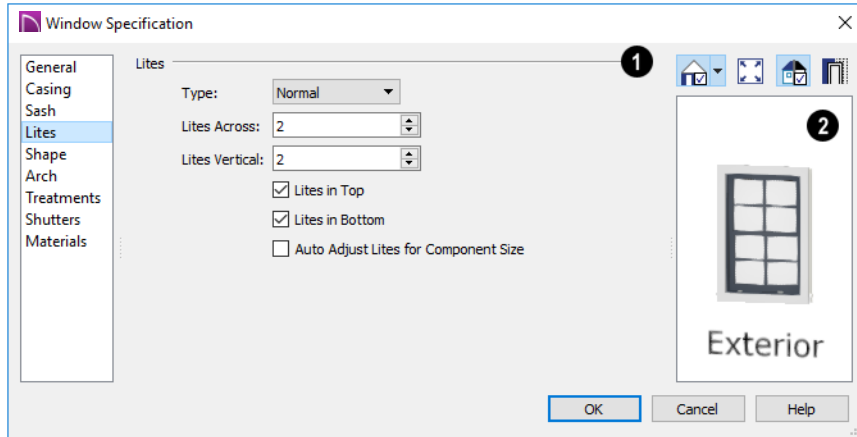 Window Specification
General
Casing
Sash
Lites
Shape
Arch
Treatments
Shutters
Materials
Lites
1
Type: Normal
Lites Across: 2
Lites Vertical: 2
Lites in Top
Lites in Bottom
Auto Adjust Lites for Component Size
2
Exterior
OK Cancel Help